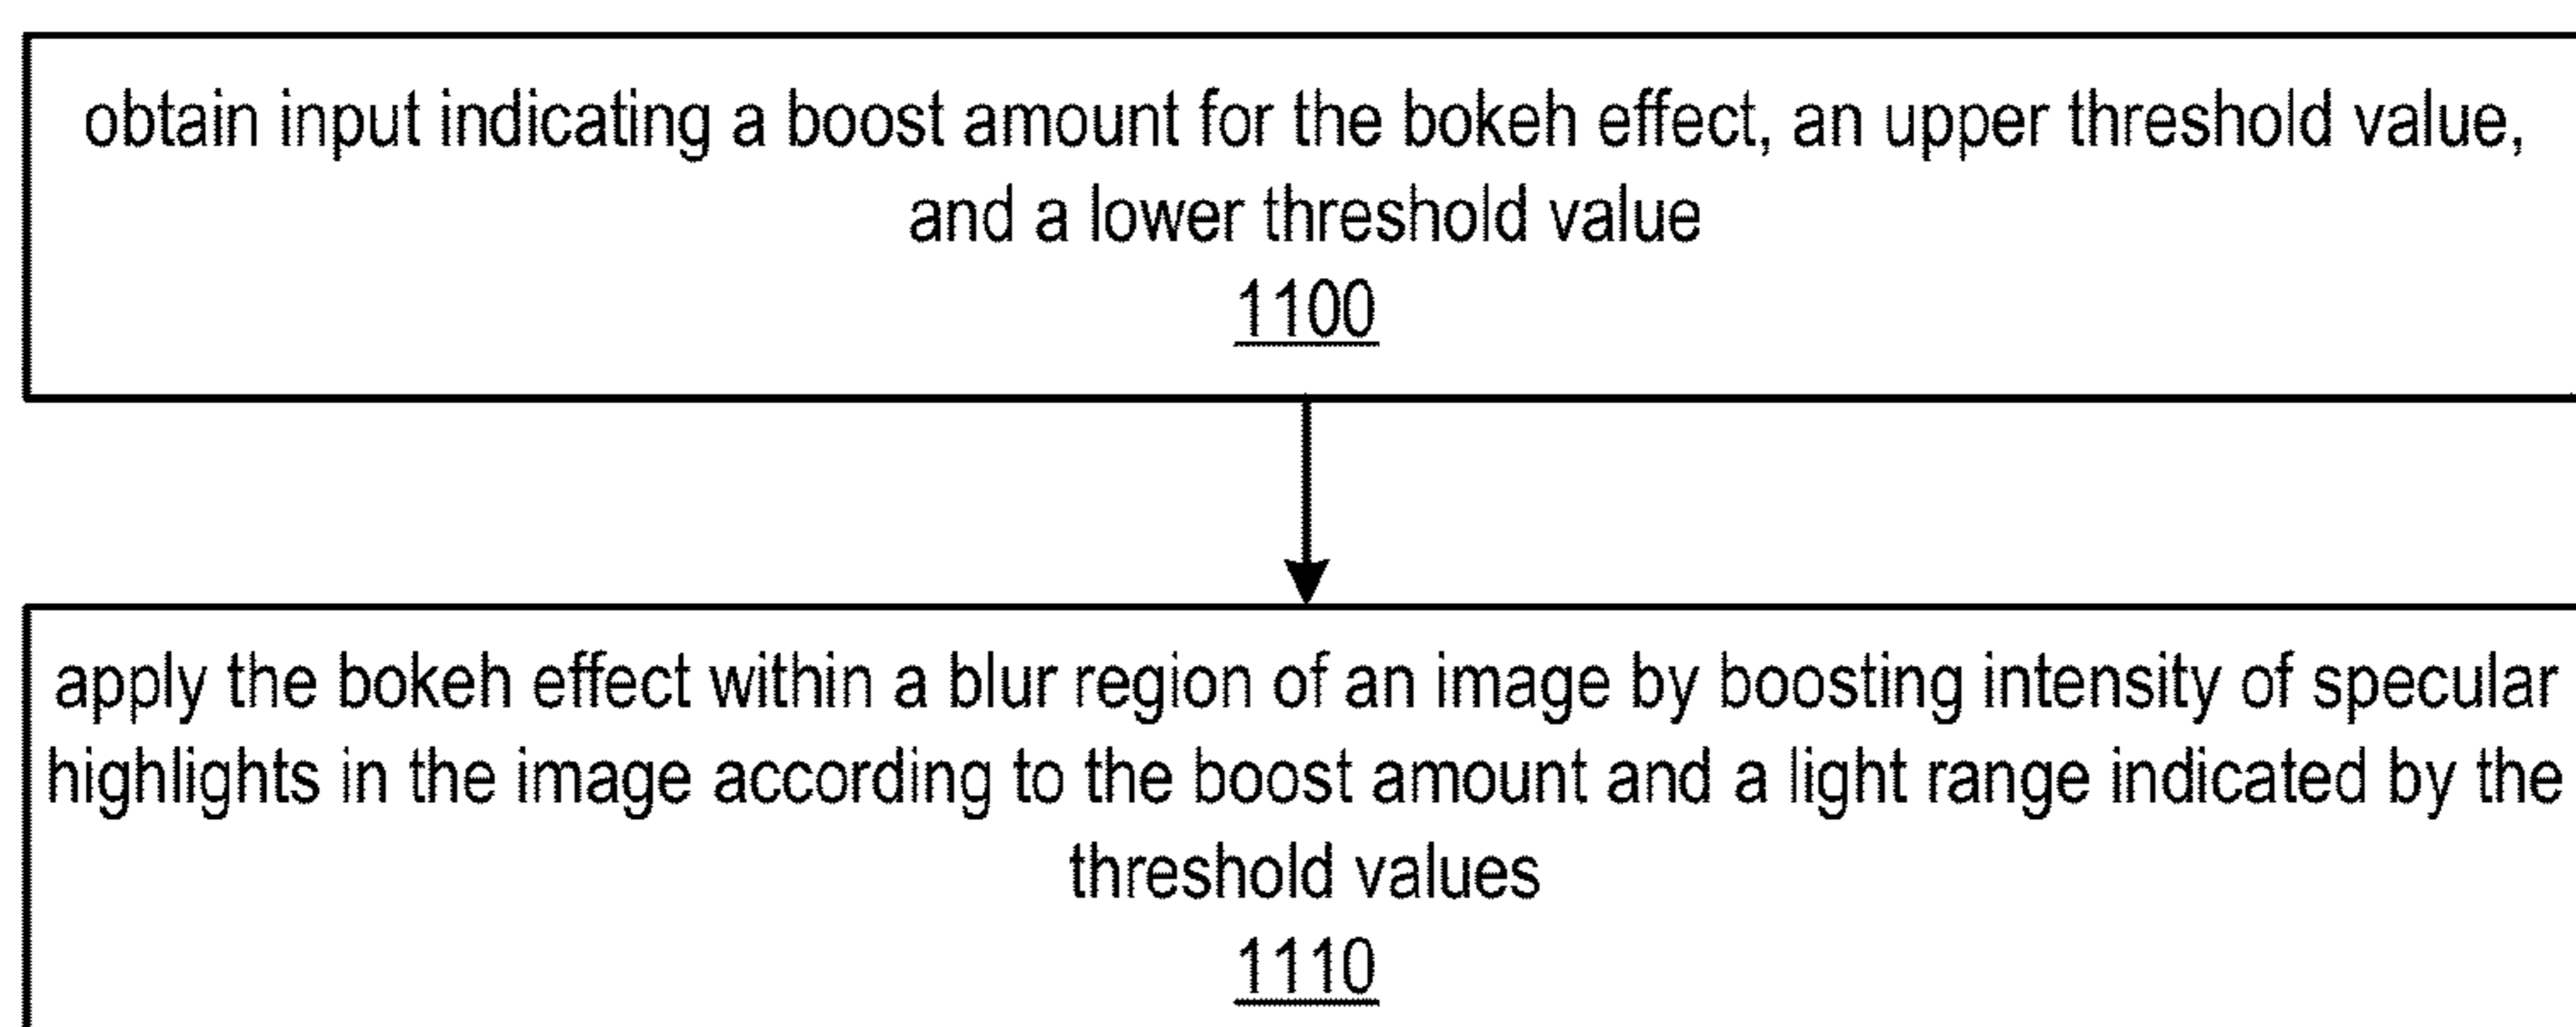 obtain input indicating a boost amount for the bokeh effect, an upper threshold value,
and a lower threshold value
1100
apply the bokeh effect within a blur region of an image by boosting intensity of specular
highlights in the image according to the boost amount and a light range indicated by the
threshold values
1110